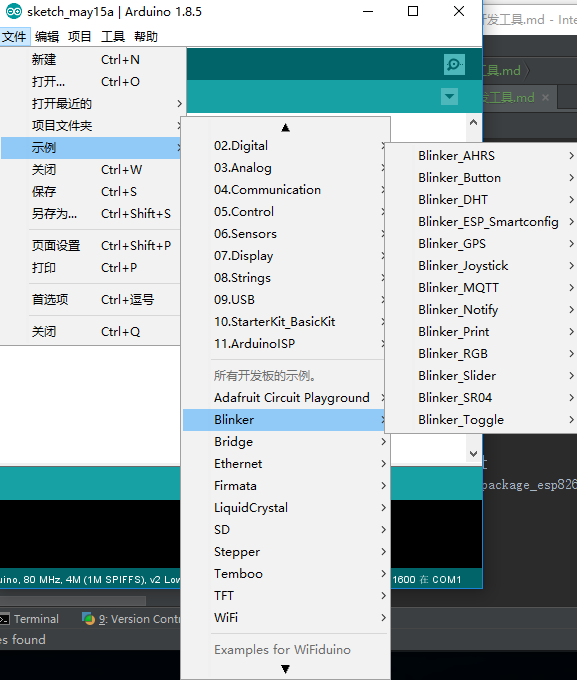 sketch_may15a | Arduino 1.8.5
开发工具.md - Inte
文件 编辑 项目 工具 帮助
新建 Ctrl+N
打开... Ctrl+O
打开最近的
项目文件夹
示例
关闭 Ctrl+W
保存 Ctrl+S
另存为... Ctrl+Shift+S
页面设置 Ctrl+Shift+P
打印 Ctrl+P
首选项 Ctrl+逗号
关闭 Ctrl+Q
具.md
发工具.md
02.Digital
03.Analog
04.Communication
05.Control
06.Sensors
07.Display
08.Strings
09.USB
10.StarterKit_BasicKit
11.ArduinoISP
所有开发板的示例。
Adafruit Circuit Playground
Blinker
Bridge
Ethernet
Firmata
LiquidCrystal
SD
Stepper
Temboo
TFT
WiFi
Examples for WiFiduino
Blinker_AHRS
Blinker_Button
Blinker_DHT
Blinker_ESP_Smartconfig
Blinker_GPS
Blinker_Joystick
Blinker_MQTT
Blinker_Notify
Blinker_Print
Blinker_RGB
Blinker_Slider
Blinker_SR04
Blinker_Toggle
package_esp826
uino, 80 MHz, 4M (1M SPIFFS), v2 Low
1600 在 COM1
Terminal 9: Version Contr
es found